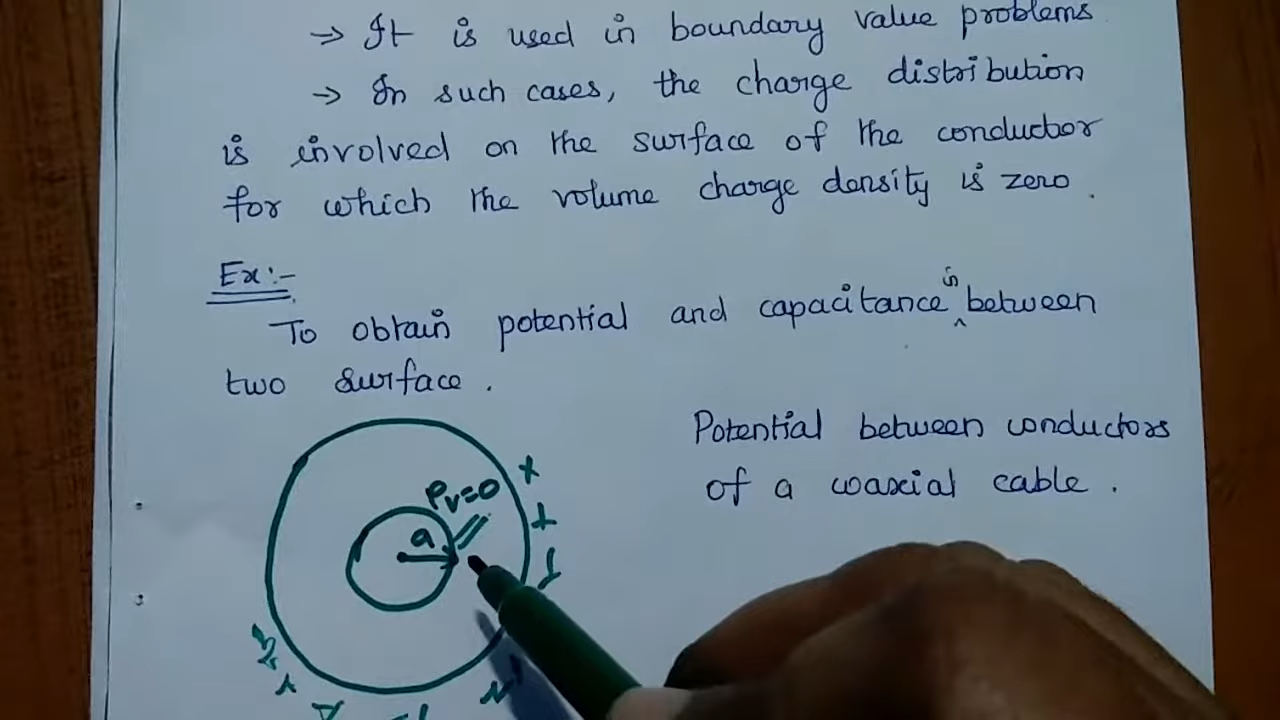 → It is used in boundary value problems
→ In such cases, the charge distribution
is involved on the surface of the conductor
for which the volume charge density is zero.
Ex:-
To obtain potential and capacitance in between
two surface.
Potential between conductors
of a coaxial cable.
ρv=0
a
+
+